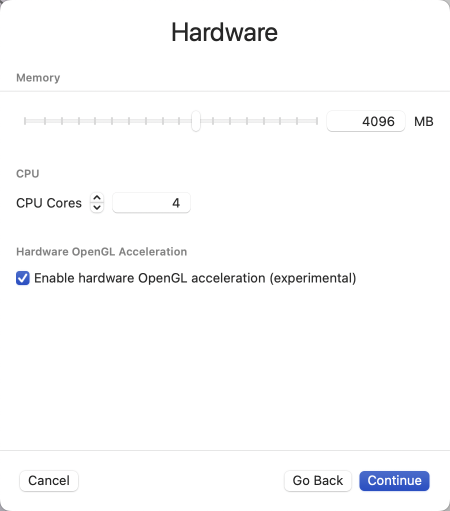 Hardware
Memory
4096 MB
CPU
CPU Cores 4
Hardware OpenGL Acceleration
Enable hardware OpenGL acceleration (experimental)
Cancel Go Back Continue